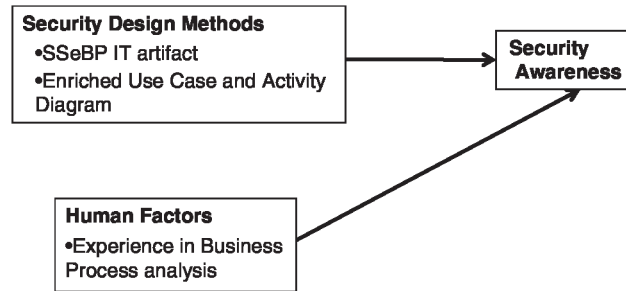 Security Design Methods
•SSeBP IT artifact
•Enriched Use Case and Activity
Diagram
Security
Awareness
Human Factors
•Experience in Business
Process analysis